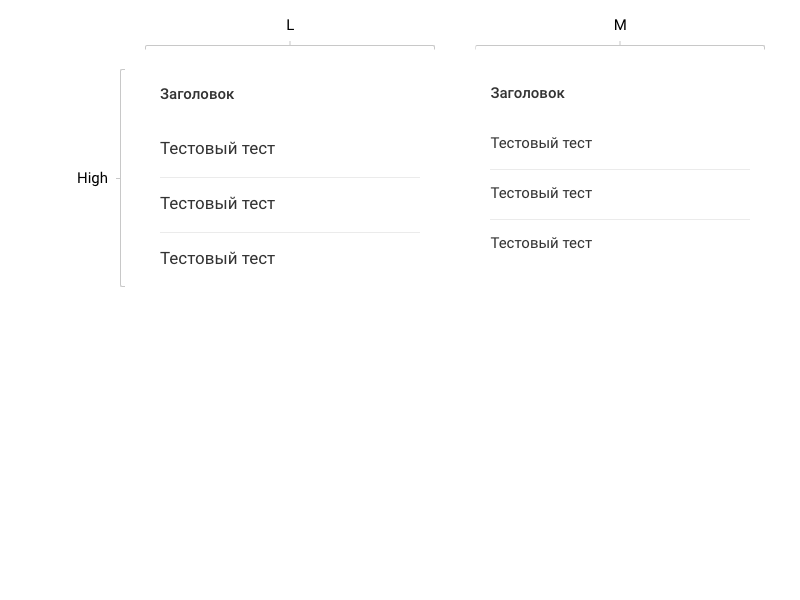 L
M
High
Заголовок
Тестовый тест
Тестовый тест
Тестовый тест
Заголовок
Тестовый тест
Тестовый тест
Тестовый тест